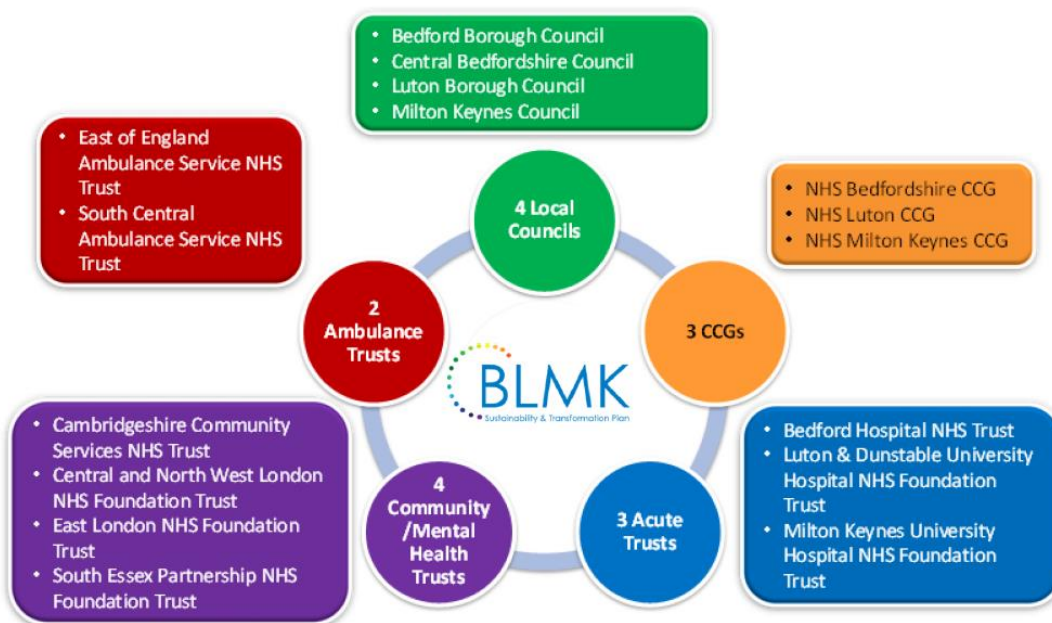 • Bedford Borough Council
• Central Bedfordshire Council
• Luton Borough Council
• Milton Keynes Council
• East of England
Ambulance Service NHS
Trust
• South Central
Ambulance Service NHS
Trust
4 Local
Councils
• NHS Bedfordshire CCG
• NHS Luton CCG
• NHS Milton Keynes CCG
2
Ambulance
Trusts
3 CCGs
BLMK
Sustainability & Transformation Plan
• Cambridgeshire Community
Services NHS Trust
• Central and North West London
NHS Foundation Trust
• East London NHS Foundation
Trust
• South Essex Partnership NHS
Foundation Trust
4
Community
/Mental
Health
Trusts
3 Acute
Trusts
• Bedford Hospital NHS Trust
• Luton & Dunstable University
Hospital NHS Foundation
Trust
• Milton Keynes University
Hospital NHS Foundation
Trust